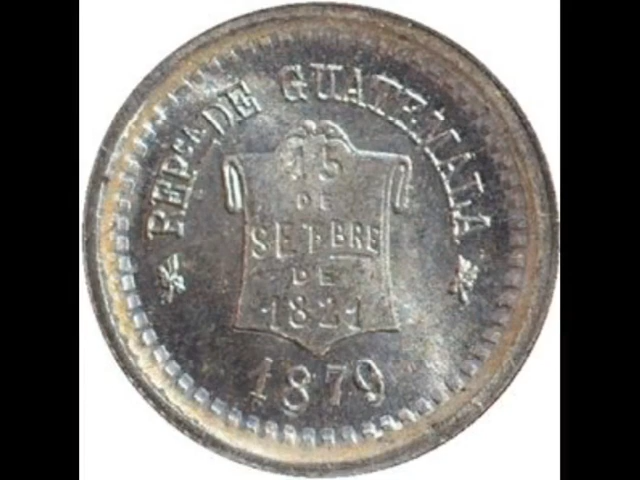 REP.CA DE GUATEMALA
15
DE
SET.BRE
DE
1821
1879